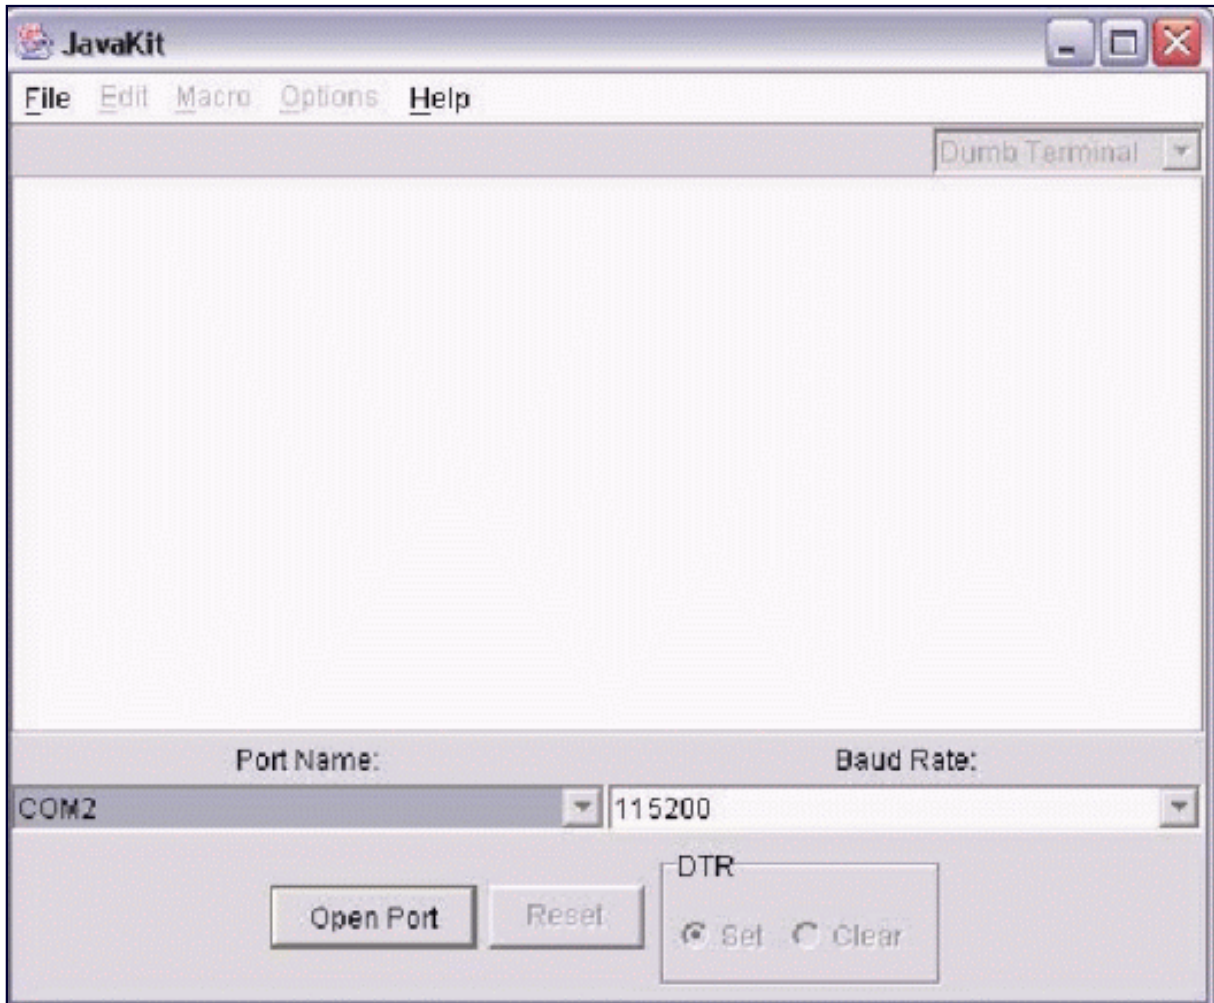 JavaKit
File Edit Macro Options Help
Dumb Terminal
Port Name: Baud Rate:
COM2 115200
DTR
Open Port Reset Set Clear